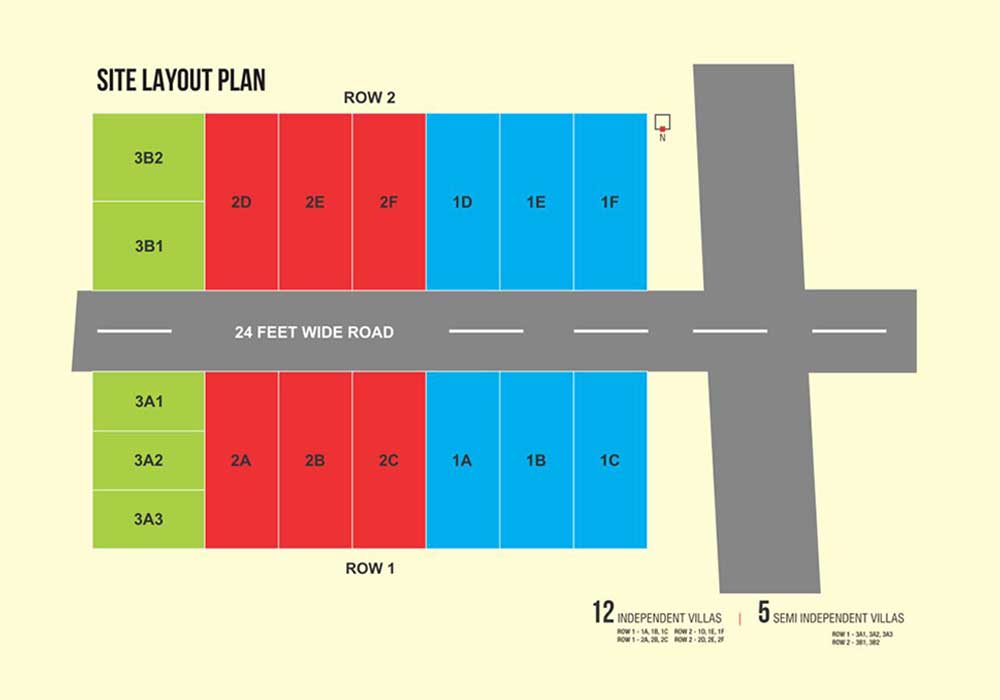 SITE LAYOUT PLAN
ROW 2
3B2
3B1
2D
2E
2F
1D
1E
1F
N
24 FEET WIDE ROAD
3A1
3A2
3A3
2A
2B
2C
1A
1B
1C
ROW 1
12 INDEPENDENT VILLAS
ROW 1 - 1A, 1B, 1C ROW 2 - 1D, 1E, 1F
ROW 1 - 2A, 2B, 2C ROW 2 - 2D, 2E, 2F
5 SEMI INDEPENDENT VILLAS
ROW 1 - 3A1, 3A2, 3A3
ROW 2 - 3B1, 3B2